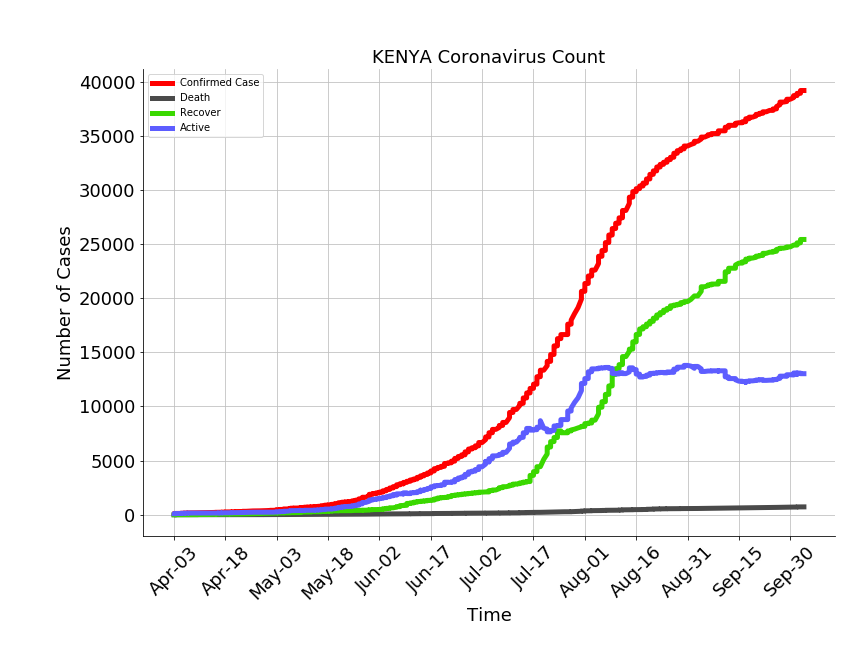 KENYA Coronavirus Count
Confirmed Case
Death
Recover
Active
Number of Cases
40000
35000
30000
25000
20000
15000
10000
5000
0
Apr-03
Apr-18
May-03
May-18
Jun-02
Jun-17
Jul-02
Jul-17
Aug-01
Aug-16
Aug-31
Sep-15
Sep-30
Time